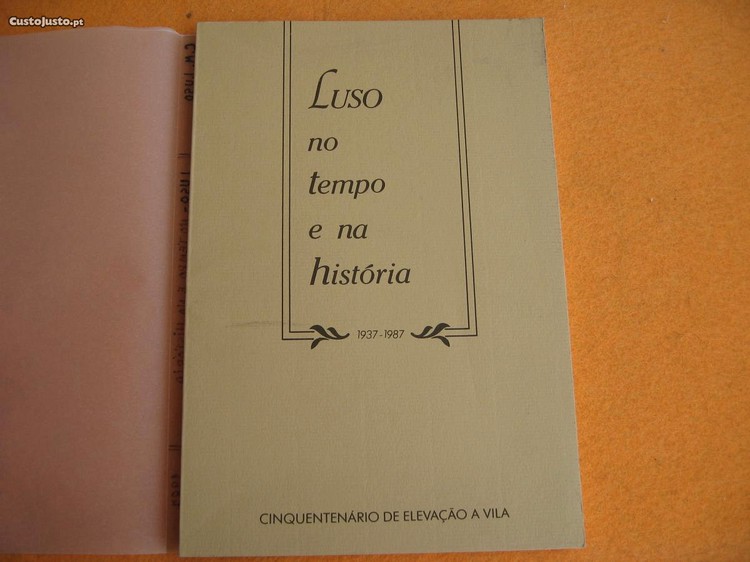 CustoJusto.pt
Luso
no
tempo
e na
história
1937-1987
CINQUENTENÁRIO DE ELEVAÇÃO A VILA